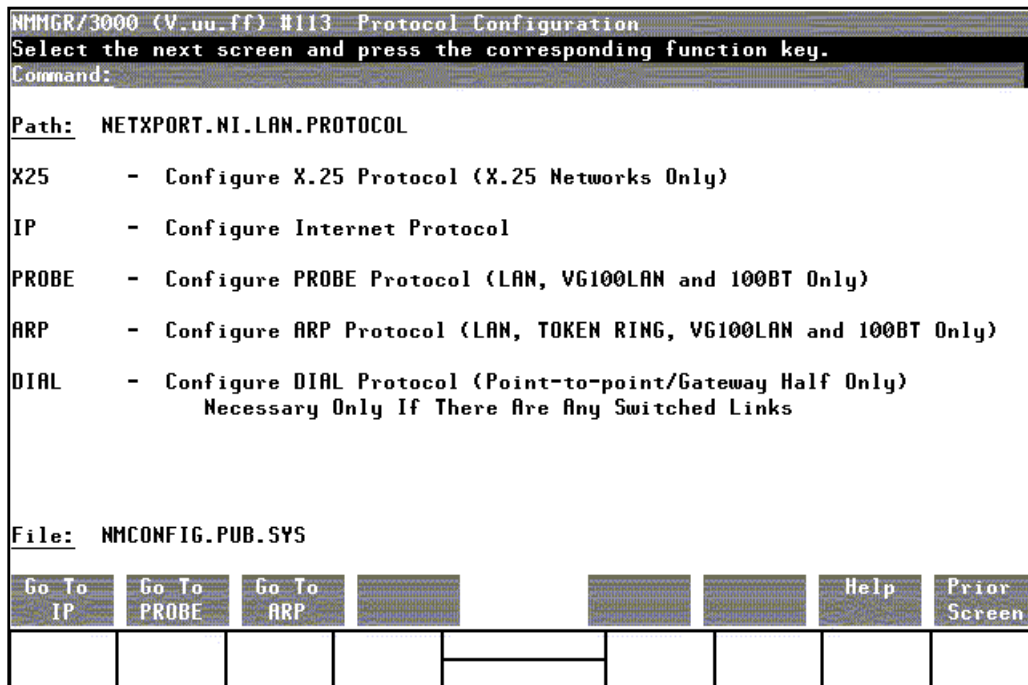 NMMGR/3000 (V.uu.ff) #113  Protocol Configuration
Select the next screen and press the corresponding function key.
Command:
Path:  NETXPORT.NI.LAN.PROTOCOL
X25      -  Configure X.25 Protocol (X.25 Networks Only)
IP       -  Configure Internet Protocol
PROBE    -  Configure PROBE Protocol (LAN, VG100LAN and 100BT Only)
ARP      -  Configure ARP Protocol (LAN, TOKEN RING, VG100LAN and 100BT Only)
DIAL     -  Configure DIAL Protocol (Point-to-point/Gateway Half Only)
Necessary Only If There Are Any Switched Links
File:  NMCONFIG.PUB.SYS
Go To    Go To    Go To    Help    Prior
IP    PROBE    ARP    Screen